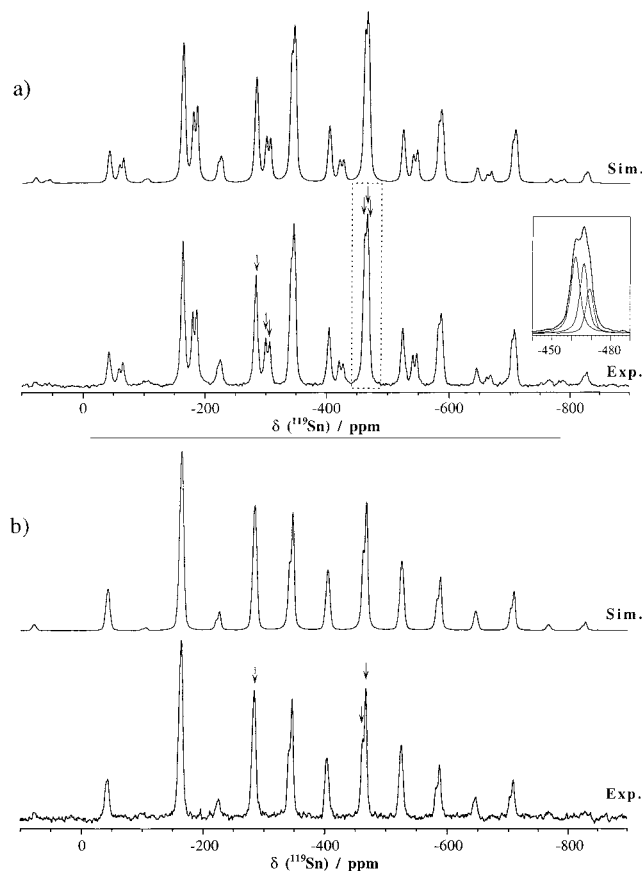 a)
Sim.
-450 -480
Exp.
0 -200 -400 -600 -800
δ (¹¹⁹Sn) / ppm
b)
Sim.
Exp.
0 -200 -400 -600 -800
δ (¹¹⁹Sn) / ppm